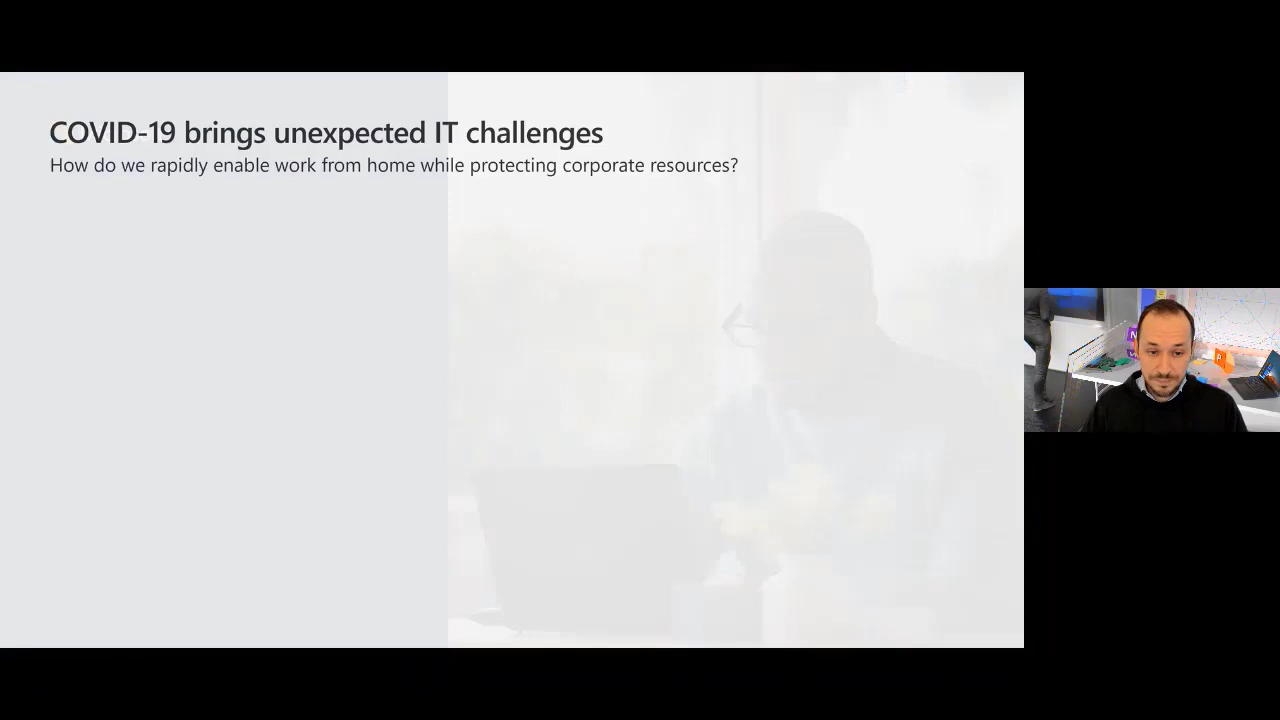 COVID-19 brings unexpected IT challenges
How do we rapidly enable work from home while protecting corporate resources?